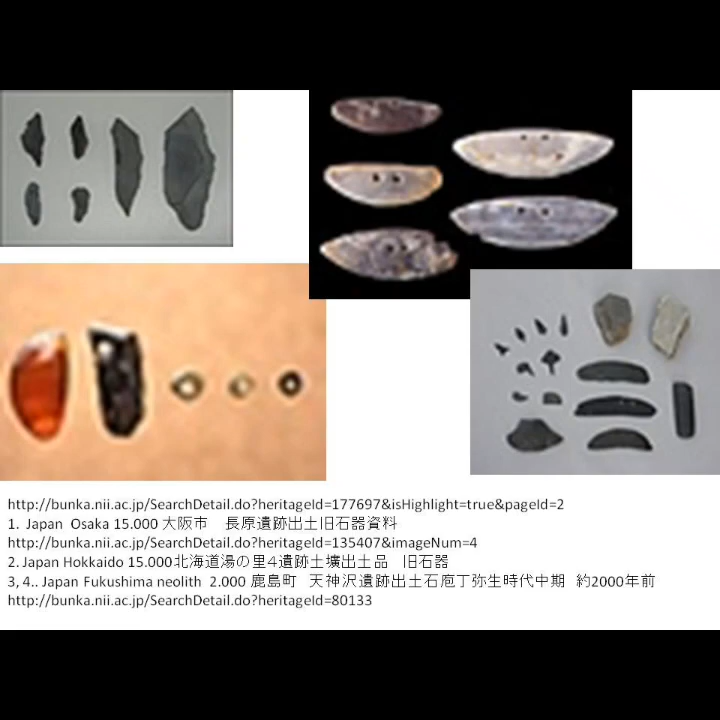 http://bunka.nii.ac.jp/SearchDetail.do?heritageId=177697&isHighlight=true&pageId=2
1. Japan Osaka 15.000 大阪市　長原遺跡出土旧石器資料
http://bunka.nii.ac.jp/SearchDetail.do?heritageId=135407&imageNum=4
2. Japan Hokkaido 15.000北海道湯の里４遺跡土壙出土品　旧石器
3, 4.. Japan Fukushima neolith 2.000 鹿島町　天神沢遺跡出土石庖丁弥生時代中期　約2000年前
http://bunka.nii.ac.jp/SearchDetail.do?heritageId=80133